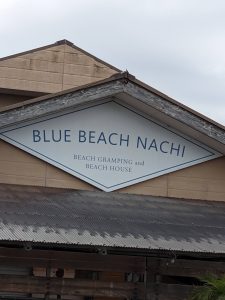 BLUE BEACH NACHI
BEACH GRAMPING and
BEACH HOUSE